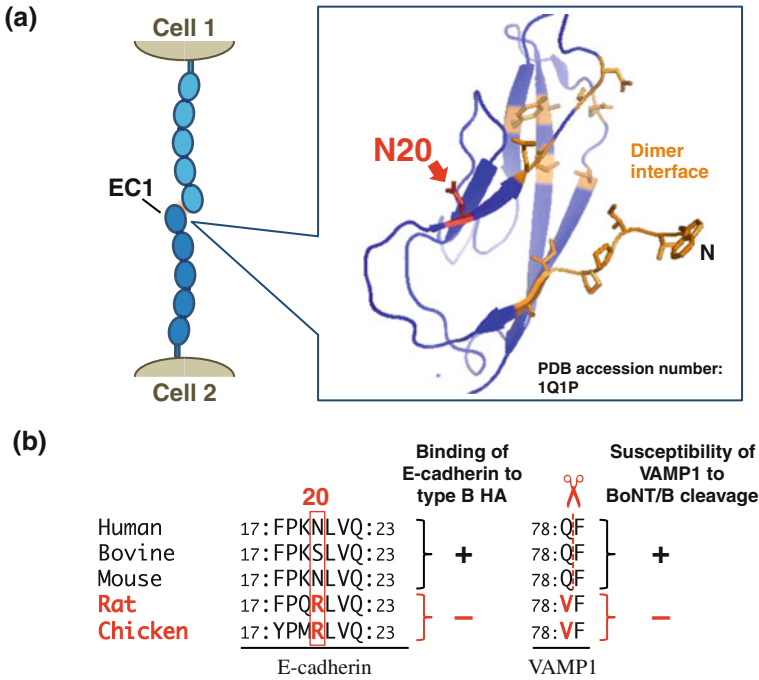 (a)
Cell 1
EC1
Cell 2
N20
Dimer
interface
N
PDB accession number:
1Q1P
(b)
Binding of
E-cadherin to
type B HA
Susceptibility of
VAMP1 to
BoNT/B cleavage
20
Human 17:FPKNLVQ:23 + 78:QF +
Bovine 17:FPKSLVQ:23 78:QF
Mouse 17:FPKNLVQ:23 78:QF
Rat 17:FPQRLVQ:23 − 78:VF −
Chicken 17:YPMRLVQ:23 78:VF
E-cadherin VAMP1